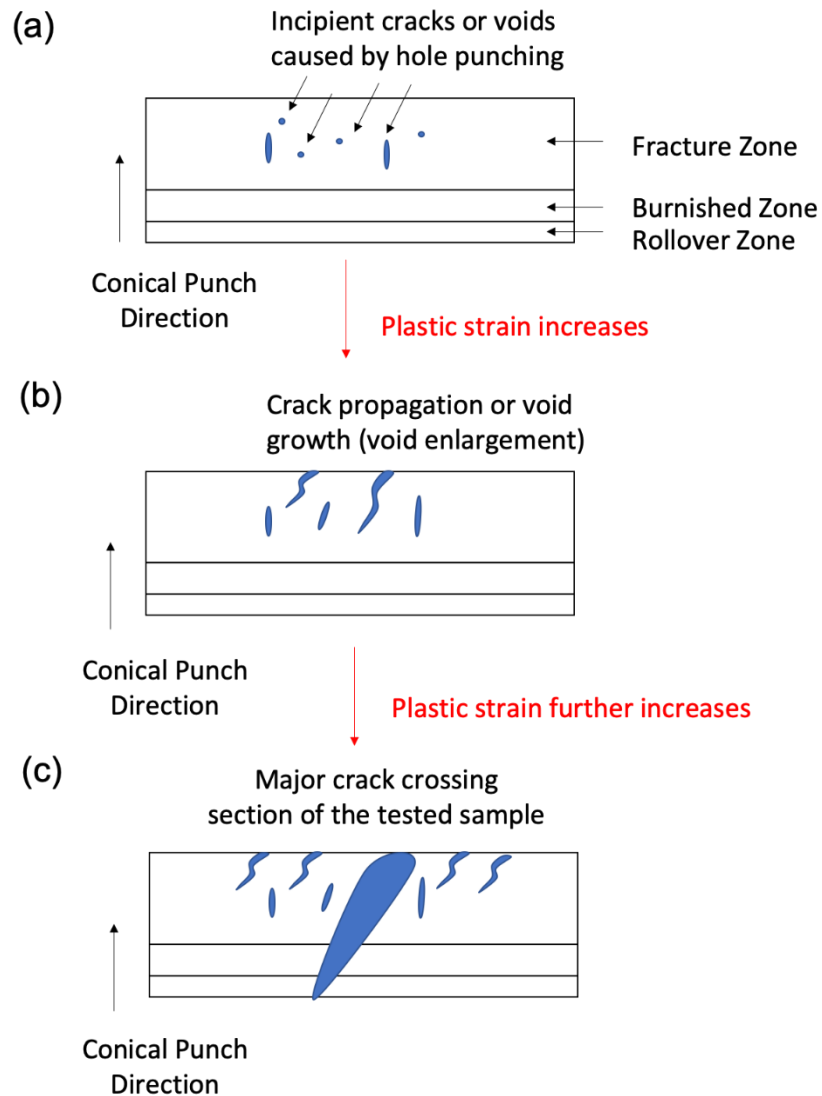 (a)
Incipient cracks or voids
caused by hole punching
Fracture Zone
Burnished Zone
Rollover Zone
Conical Punch
Direction
Plastic strain increases
(b)
Crack propagation or void
growth (void enlargement)
Conical Punch
Direction
Plastic strain further increases
(c)
Major crack crossing
section of the tested sample
Conical Punch
Direction